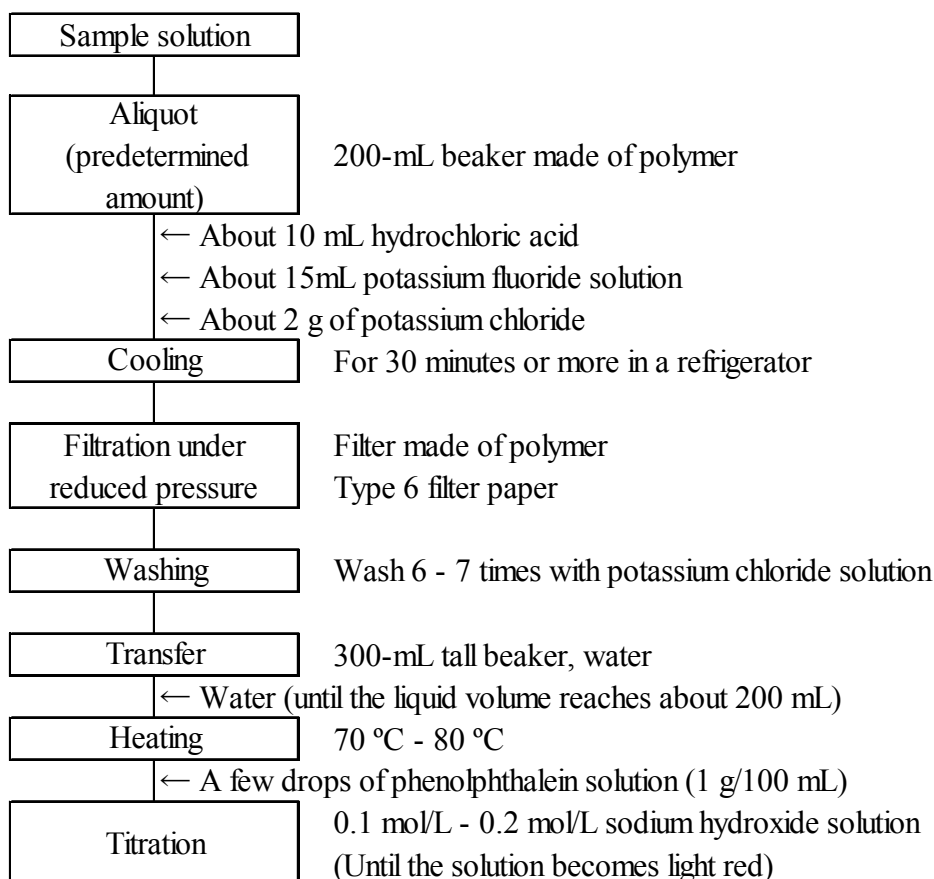 Sample solution
Aliquot
(predetermined
amount)
200-mL beaker made of polymer
← About 10 mL hydrochloric acid
← About 15mL potassium fluoride solution
← About 2 g of potassium chloride
Cooling
For 30 minutes or more in a refrigerator
Filtration under
reduced pressure
Filter made of polymer
Type 6 filter paper
Washing
Wash 6 - 7 times with potassium chloride solution
Transfer
300-mL tall beaker, water
← Water (until the liquid volume reaches about 200 mL)
Heating
70 ºC - 80 ºC
← A few drops of phenolphthalein solution (1 g/100 mL)
Titration
0.1 mol/L - 0.2 mol/L sodium hydroxide solution
(Until the solution becomes light red)